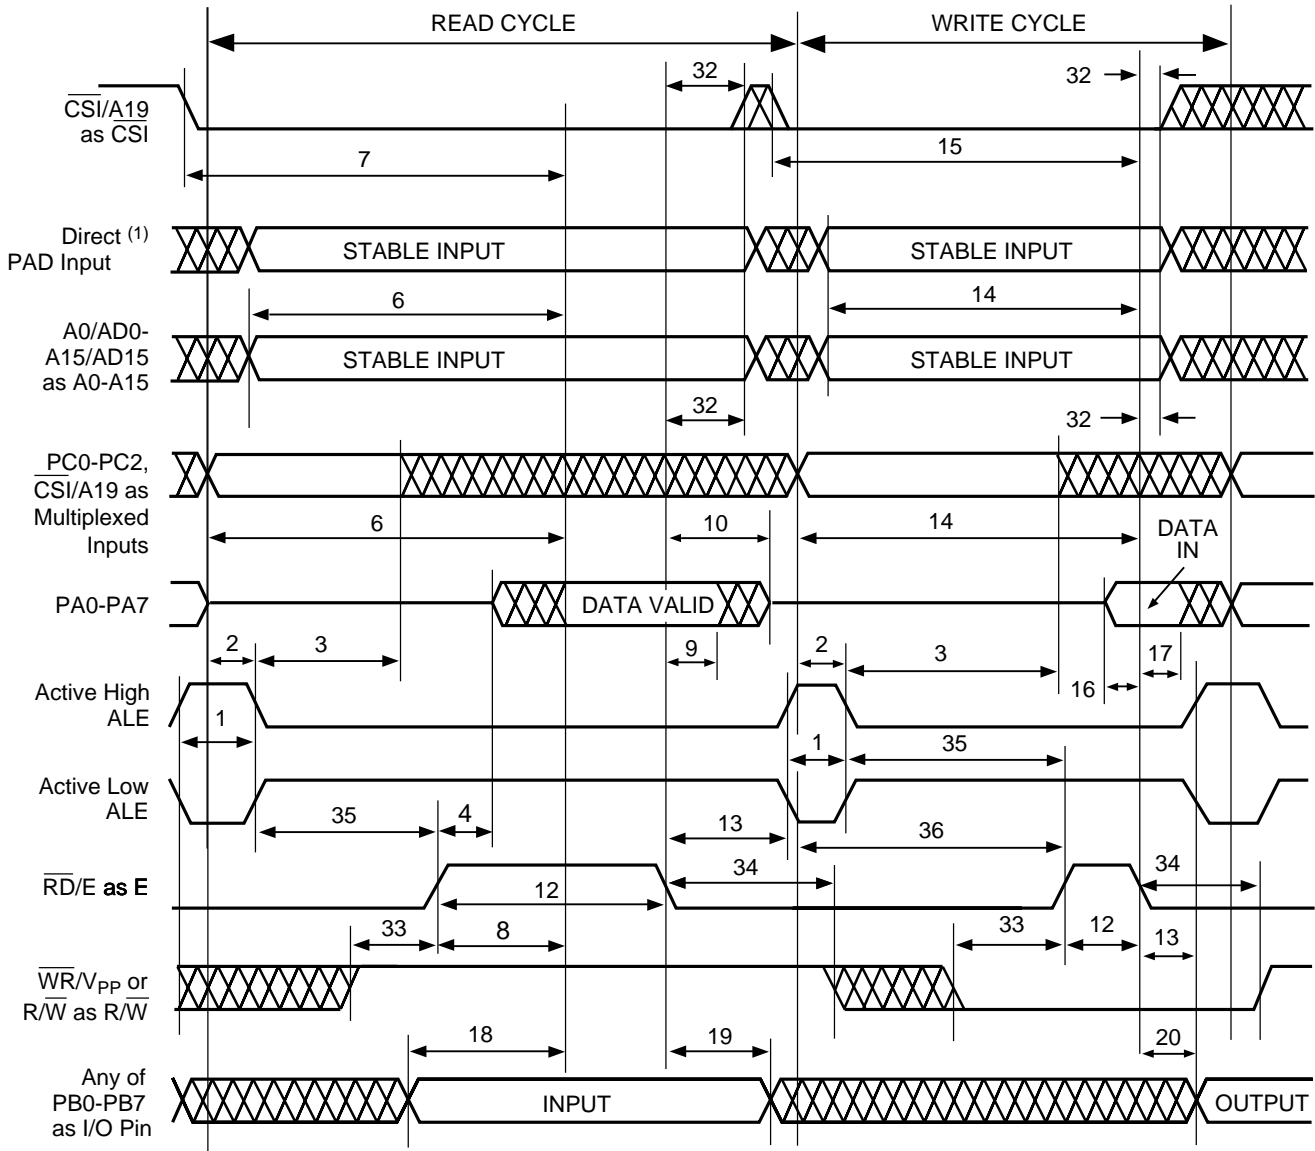 READ CYCLE
WRITE CYCLE
32
32
CSI/A19
as CSI
7
15
Direct (1)
PAD Input
STABLE INPUT
STABLE INPUT
6
14
A0/AD0-
A15/AD15
as A0-A15
STABLE INPUT
STABLE INPUT
32
32
PC0-PC2,
CSI/A19 as
Multiplexed
Inputs
6
10
14
DATA
IN
PA0-PA7
DATA VALID
2
3
9
2
3
16
17
Active High
ALE
1
1
35
Active Low
ALE
35
4
13
36
RD/E as E
12
34
34
33
8
33
12
13
WR/VPP or
R/W as R/W
18
19
20
Any of
PB0-PB7
as I/O Pin
INPUT
OUTPUT